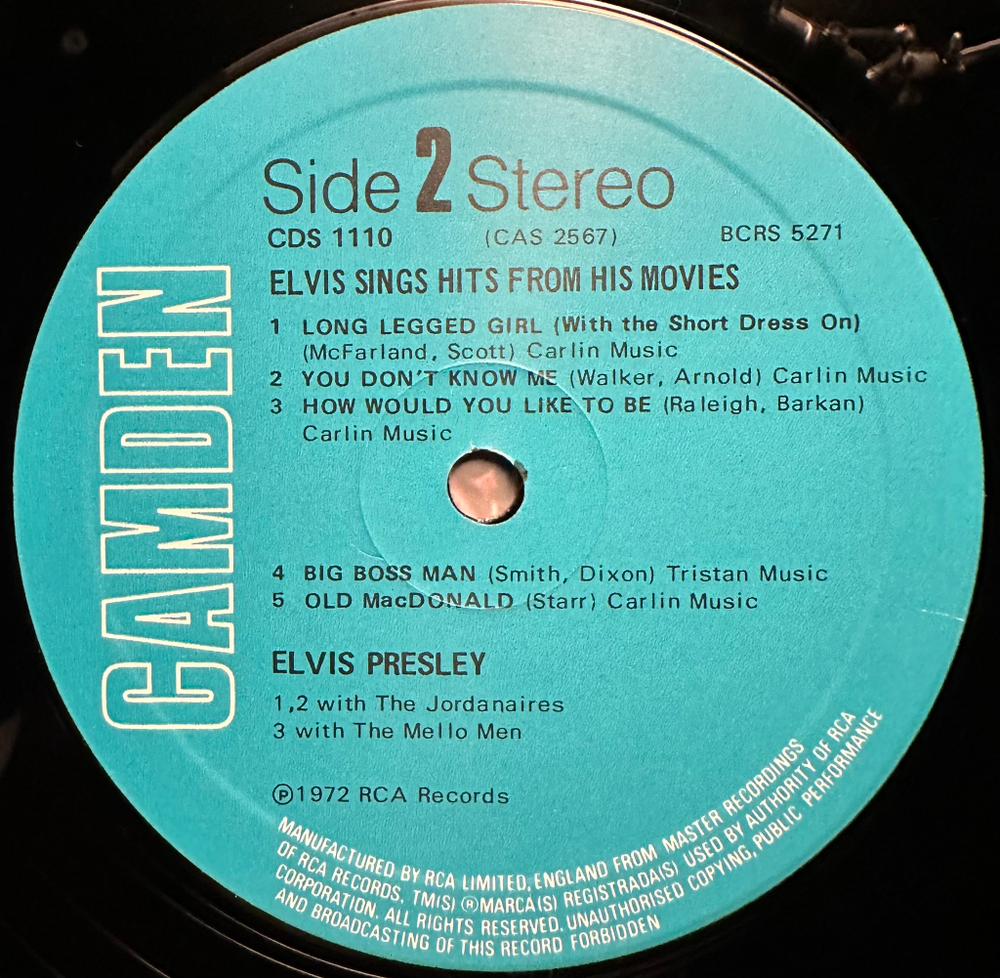 Side 2 Stereo
CDS 1110 (CAS 2567) BCRS 5271
ELVIS SINGS HITS FROM HIS MOVIES
1 LONG LEGGED GIRL (With the Short Dress On)
(McFarland, Scott) Carlin Music
2 YOU DON'T KNOW ME (Walker, Arnold) Carlin Music
3 HOW WOULD YOU LIKE TO BE (Raleigh, Barkan)
Carlin Music
4 BIG BOSS MAN (Smith, Dixon) Tristan Music
5 OLD MacDONALD (Starr) Carlin Music
ELVIS PRESLEY
1,2 with The Jordanaires
3 with The Mello Men
Ⓟ1972 RCA Records
CAMDEN
MANUFACTURED BY RCA LIMITED, ENGLAND FROM MASTER RECORDINGS
OF RCA RECORDS, TM(S) ®MARCA(S) REGISTRADA(S) USED BY AUTHORITY OF RCA
CORPORATION. ALL RIGHTS RESERVED. UNAUTHORISED COPYING, PUBLIC PERFORMANCE
AND BROADCASTING OF THIS RECORD FORBIDDEN